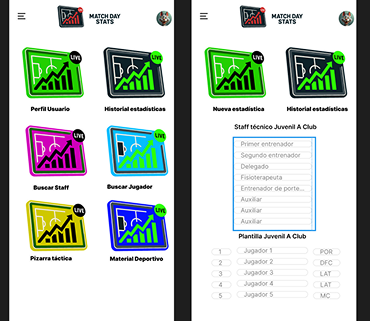 MATCH DAY
STATS
LIVE
LIVE
Perfil Usuario
Historial estadisticas
LIVE
LIVE
Buscar Staff
Buscar Jugador
LIVE
LIVE
Pizarra táctica
Material Deportivo
MATCH DAY
STATS
LIVE
LIVE
Nueva estadistica
Historial estadisticas
Staff técnico Juvenil A Club
Primer entrenador
Segundo entrenador
Delegado
Fisioterapeuta
Entrenador de porte...
Auxiliar
Auxiliar
Auxiliar
Plantilla Juvenil A Club
1 Jugador 1 POR
2 Jugador 2 DFC
3 Jugador 3 LAT
4 Jugador 4 LAT
5 Jugador 5 MC